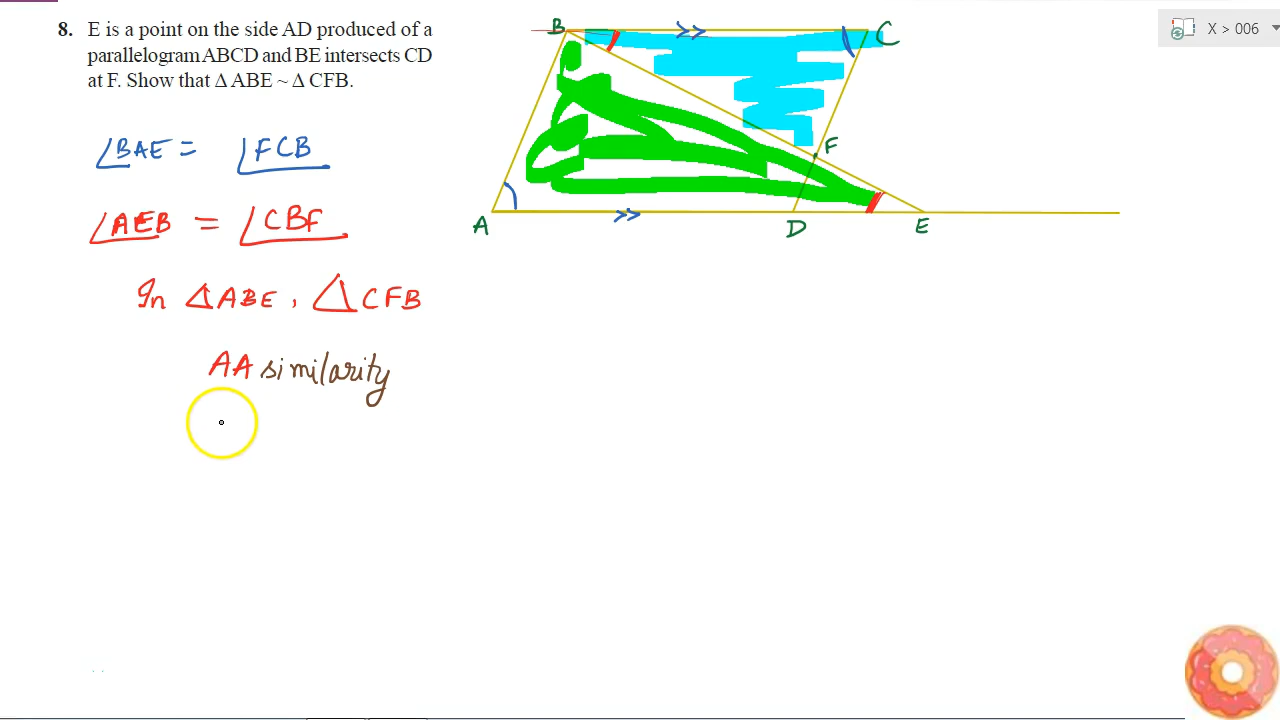 8. E is a point on the side AD produced of a
parallelogram ABCD and BE intersects CD
at F. Show that Δ ABE ~ Δ CFB.
∠BAE = ∠FCB
∠AEB = ∠CBF
In ΔABE, ΔCFB
AA similarity
B
C
F
A
D
E
X > 006